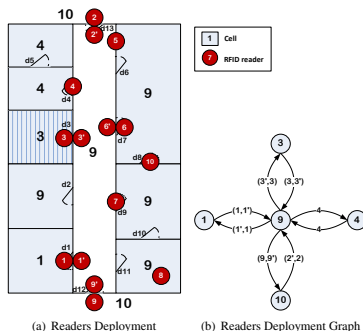 10
2
d13
2'
5
4
d5
d6
4
4
d4
9
3
d3
3
3'
6'
6
d7
9
d8
10
9
d2
7
d9
9
d10
1
d1
1
1'
d11
9
8
d12
9'
9
10
1 Cell
7 RFID reader
3
(3',3)
(3,3')
1
(1,1')
(1',1)
9
4
4
4
(9,9')
(2',2)
10
(a) Readers Deployment
(b) Readers Deployment Graph